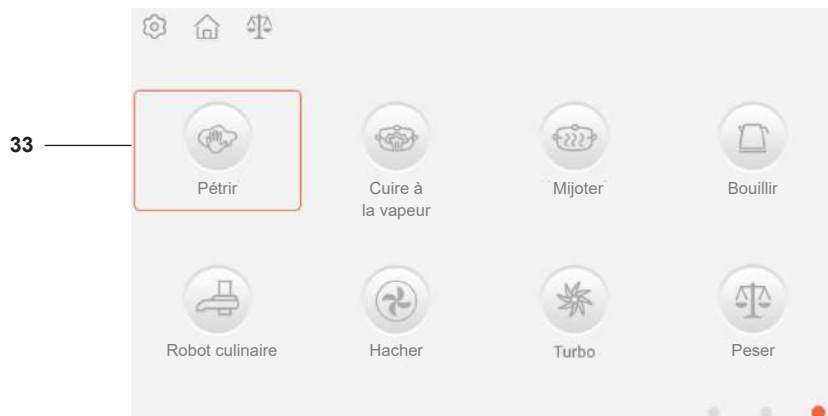 33
Pétrir
Cuire à
la vapeur
Mijoter
Bouillir
Robot culinaire
Hacher
Turbo
Peser